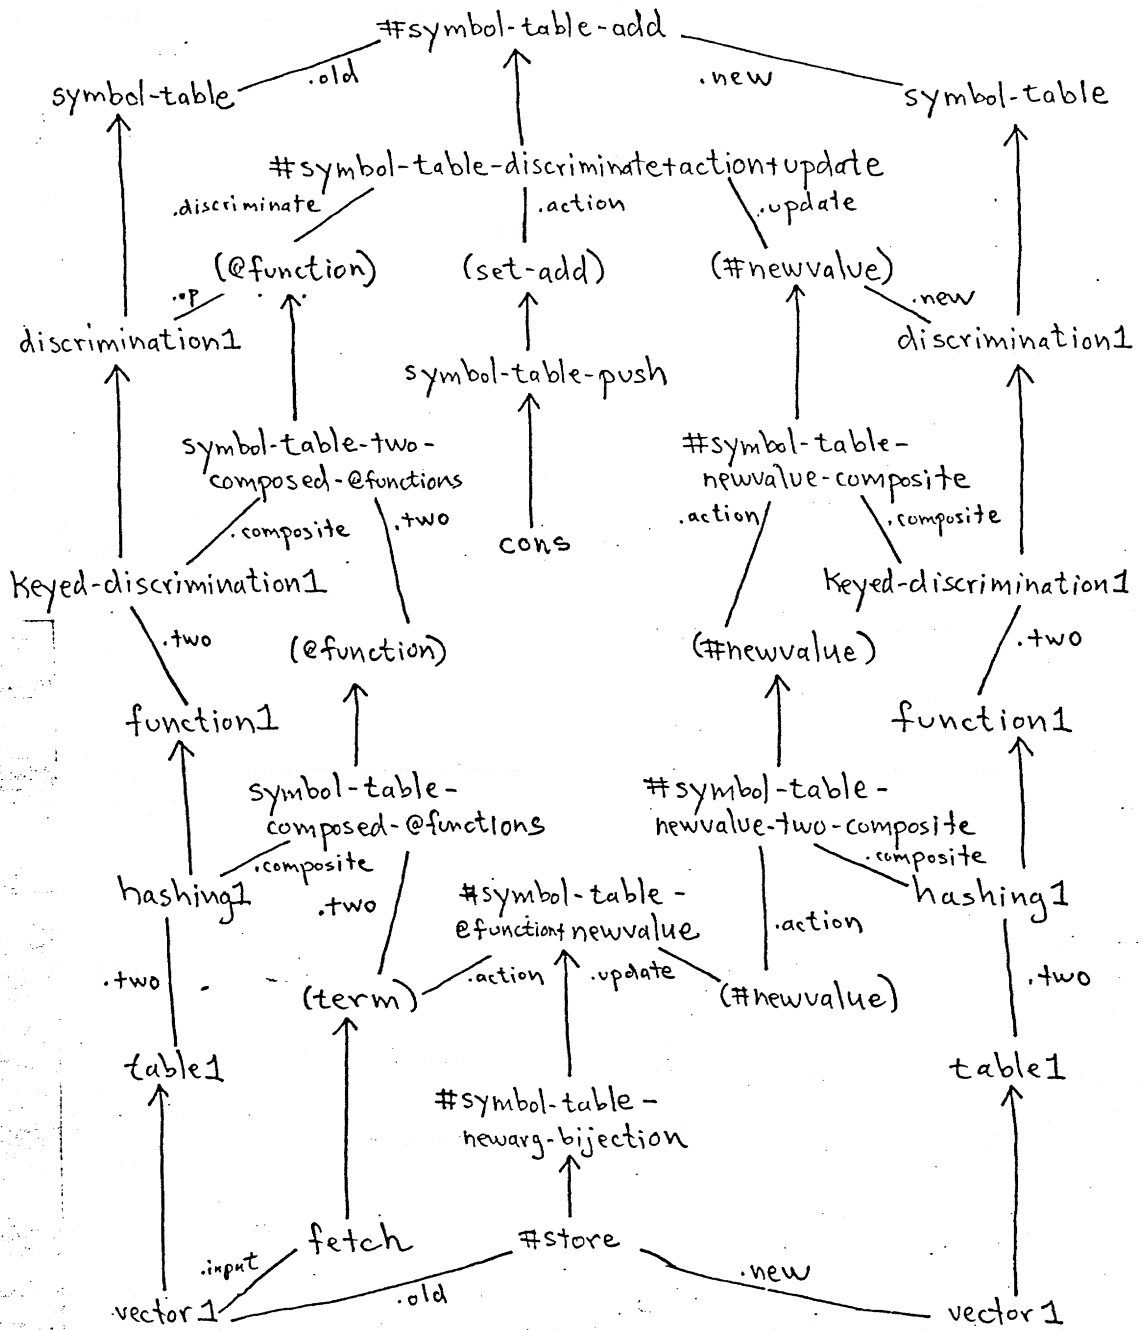 #symbol-table-add
.old
.new
symbol-table
symbol-table
#symbol-table-discriminate+action+update
.discriminate
.action
.update
(@function)
(set-add)
(#newvalue)
.op
.new
discrimination1
discrimination1
symbol-table-push
symbol-table-two-
composed-@functions
#symbol-table-
newvalue-composite
.composite
.two
.action
.composite
cons
keyed-discrimination1
keyed-discrimination1
.two
(@function)
(#newvalue)
.two
function1
function1
symbol-table-
composed-@functions
#symbol-table-
newvalue-two-composite
.composite
.composite
hashing1
.two
#symbol-table-
@function+newvalue
.action
hashing1
.two
.action
.update
.two
(term)
(#newvalue)
table1
table1
#symbol-table-
newarg-bijection
fetch
#store
.input
.old
.new
vector1
vector1